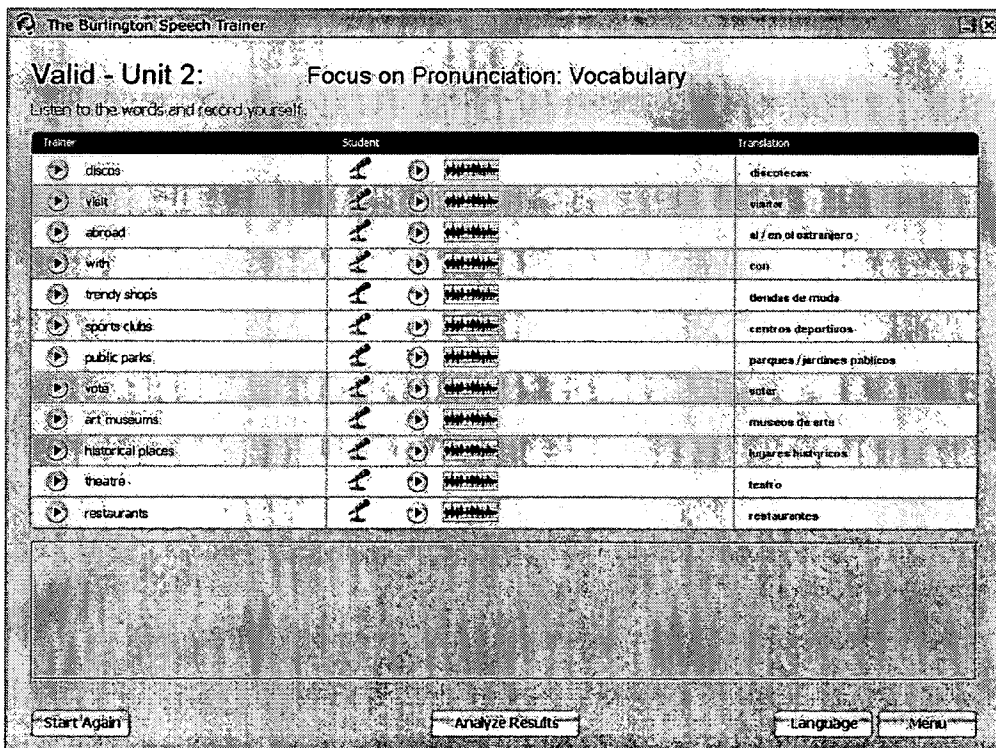 The Burlington Speech Trainer
Valid - Unit 2: Focus on Pronunciation: Vocabulary
Listen to the words and record yourself.
Trainer Student Translation
discos discotecas
visit visitar
abroad al / en el extranjero
with con
trendy shops tiendas de moda
sports clubs centros deportivos
public parks parques / jardines públicos
vote votar
art museums museos de arte
historical places lugares históricos
theatre teatro
restaurants restaurantes
Start Again Analyze Results Language Menu